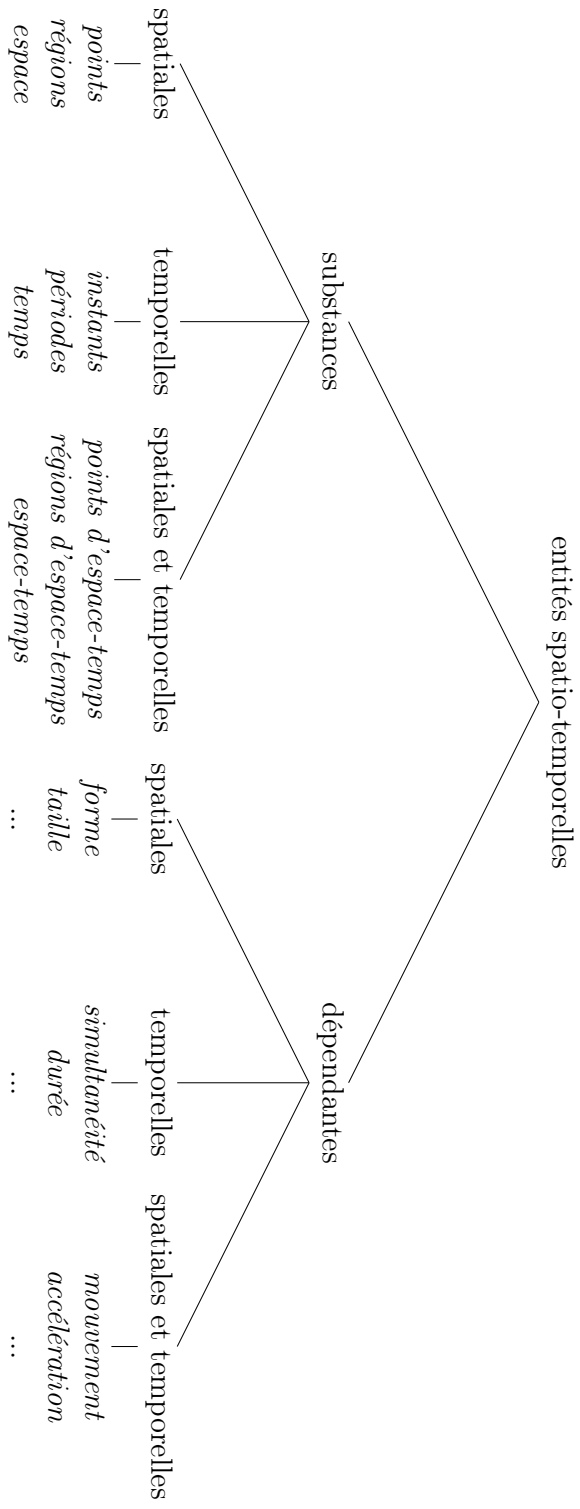 entités spatio-temporelles
substances
dépendantes
spatiales
temporelles
spatiales et temporelles
spatiales
temporelles
spatiales et temporelles
points
régions
espace
instants
périodes
temps
points d'espace-temps
régions d'espace-temps
espace-temps
forme
taille
...
simultanéité
durée
...
mouvement
accélération
...